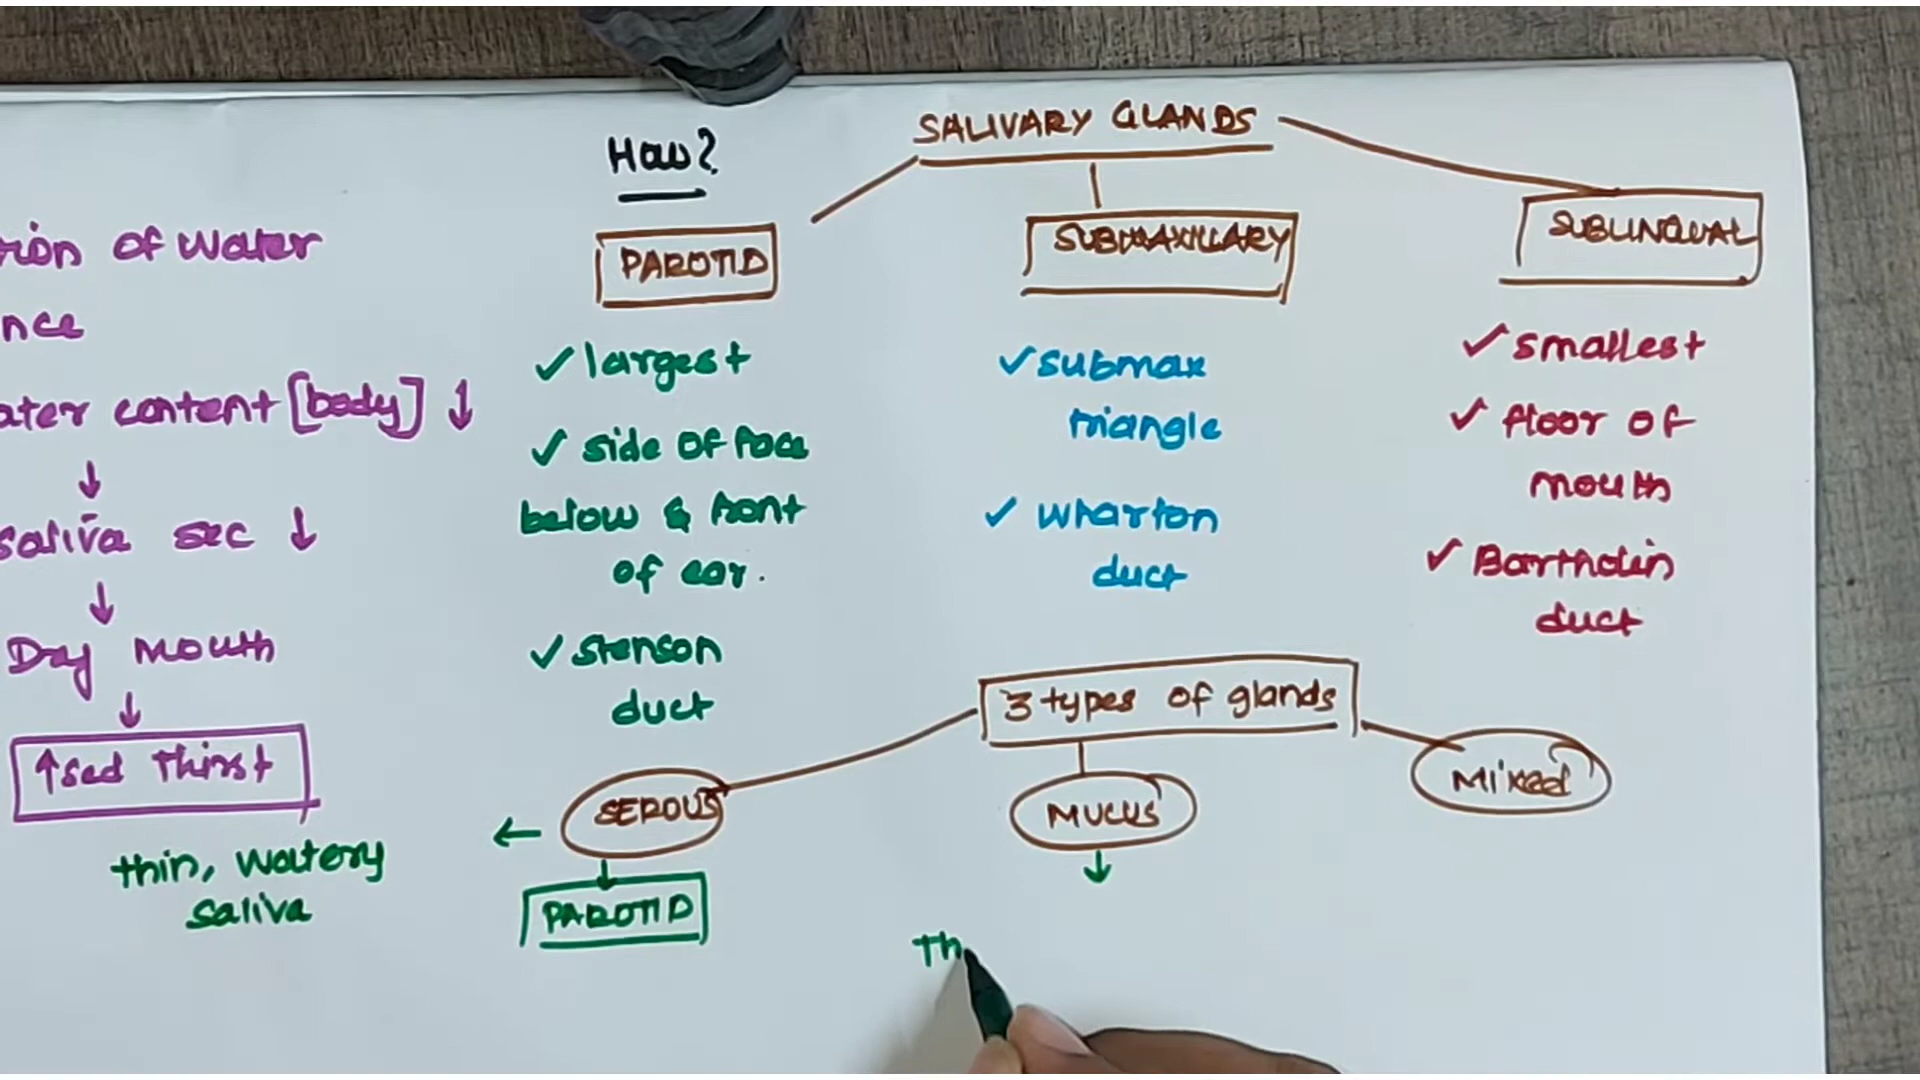 SALIVARY GLANDS
How?
PAROTID
SUBMAXILLARY
SUBLINGUAL
✓ largest
✓ side of face
below & front
of ear.
✓ stenson
duct
✓ submax
triangle
✓ wharton
duct
✓ smallest
✓ floor of
mouth
✓ Bartholin
duct
tion of water
nce
ater content [body] ↓
↓
saliva sec ↓
↓
Dry mouth
↓
↑sed thirst
3 types of glands
SEROUS
MUCUS
Mixed
←
thin, watery
saliva
↓
PAROTID
↓
Th